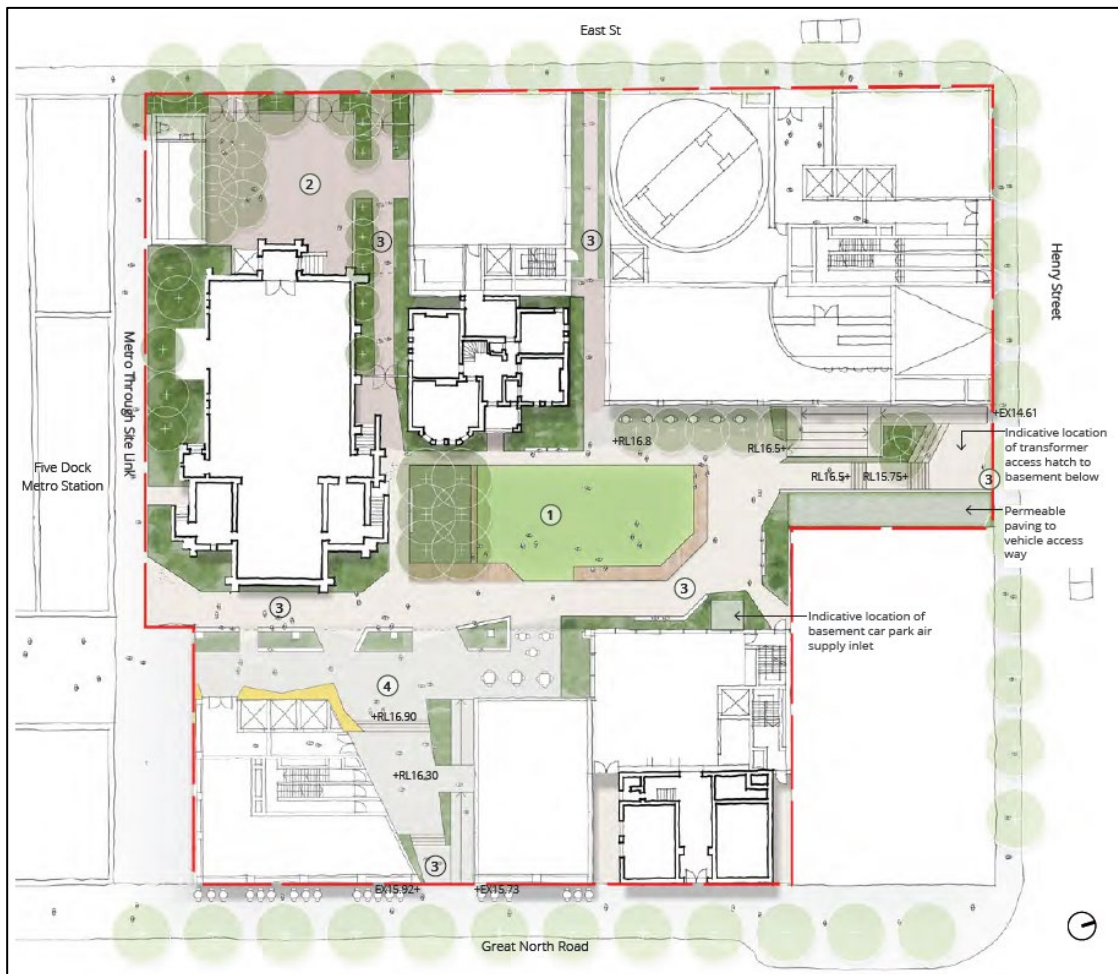 East St
2
3
3
Henry Street
Metro Through Site Link
Five Dock
Metro Station
+EX14.61
+RL16.8
RL16.5+
Indicative location
of transformer
access hatch to
basement below
RL16.5+
RL15.75+
3
1
Permeable
paving to
vehicle access
way
3
3
Indicative location of
basement car park air
supply inlet
4
+RL16.90
+RL16.30
3
EX15.92+
+EX15.73
Great North Road